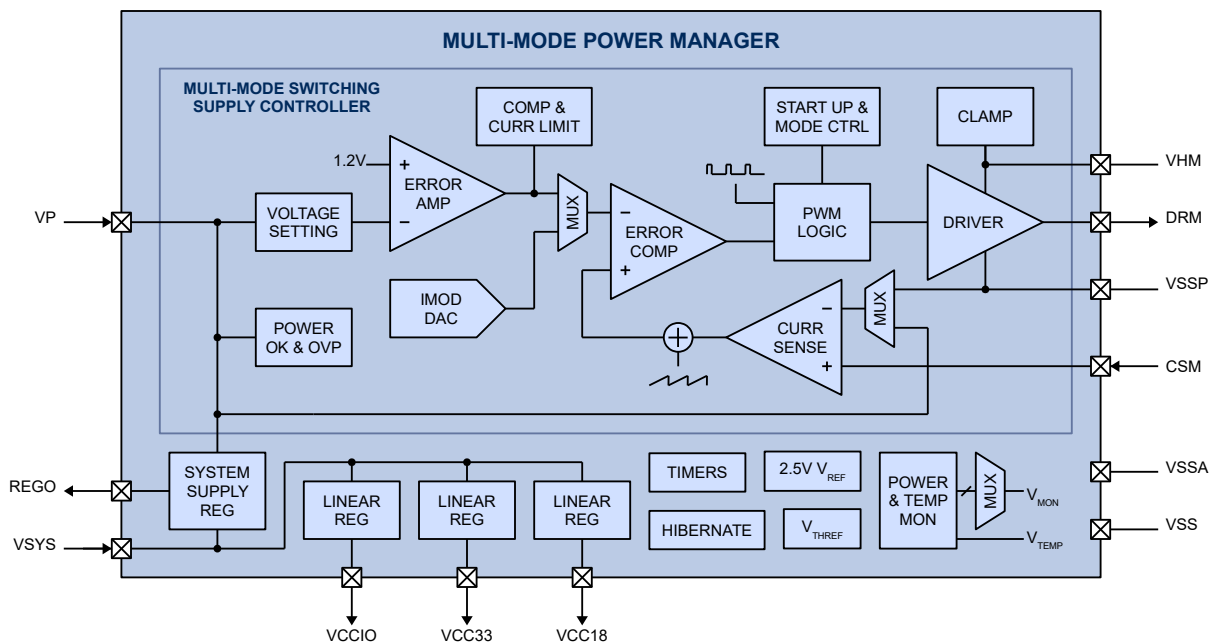 MULTI-MODE POWER MANAGER
MULTI-MODE SWITCHING
SUPPLY CONTROLLER
COMP &
CURR LIMIT
START UP &
MODE CTRL
CLAMP
1.2V
+
ERROR
AMP
−
VHM
VP
VOLTAGE
SETTING
MUX
−
ERROR
COMP
+
PWM
LOGIC
DRIVER
DRM
IMOD
DAC
VSSP
MUX
−
CURR
SENSE
+
POWER
OK & OVP
CSM
REGO
SYSTEM
SUPPLY
REG
VSYS
LINEAR
REG
LINEAR
REG
LINEAR
REG
TIMERS
2.5V VREF
HIBERNATE
VTHREF
POWER
& TEMP
MON
MUX
VMON
VTEMP
VSSA
VSS
VCCIO
VCC33
VCC18